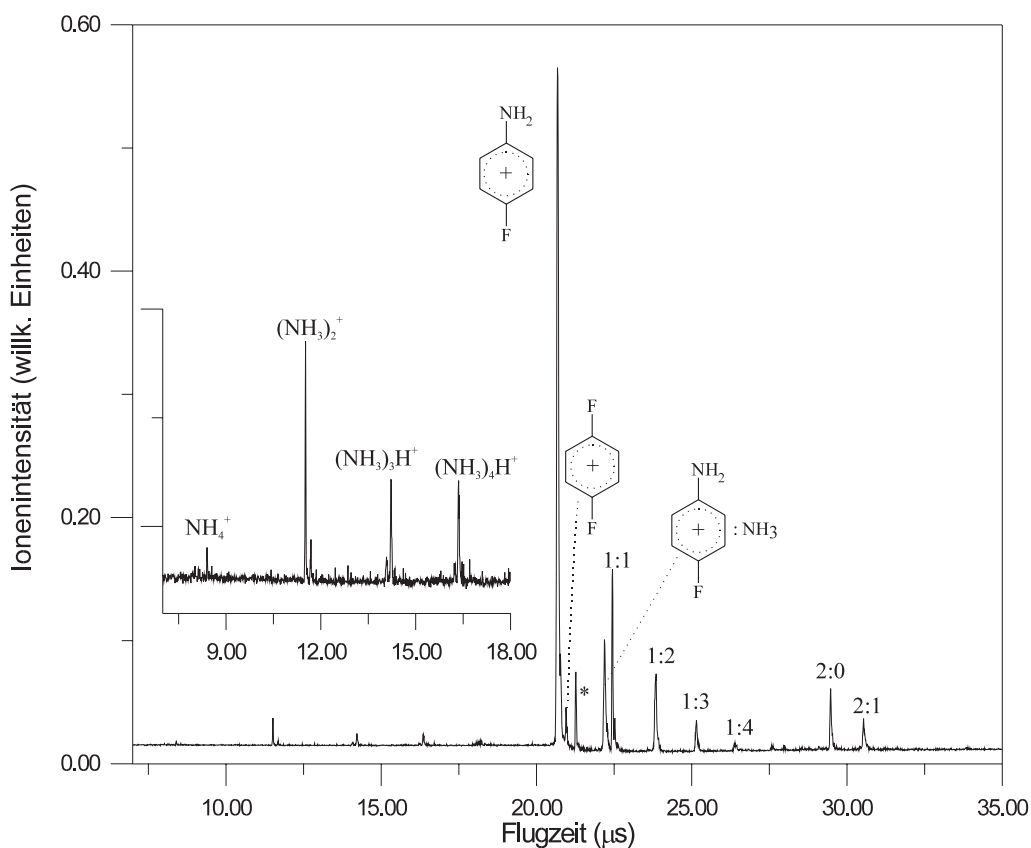 0.60
0.40
0.20
0.00
Ionenintensität (willk. Einheiten)
NH₂
F
(NH₃)₂⁺
(NH₃)₃H⁺
(NH₃)₄H⁺
NH₄⁺
9.00 12.00 15.00 18.00
F
F
NH₂
:NH3
F
1:1
*
1:2
1:3
1:4
2:0
2:1
10.00 15.00 20.00 25.00 30.00 35.00
Flugzeit (μs)